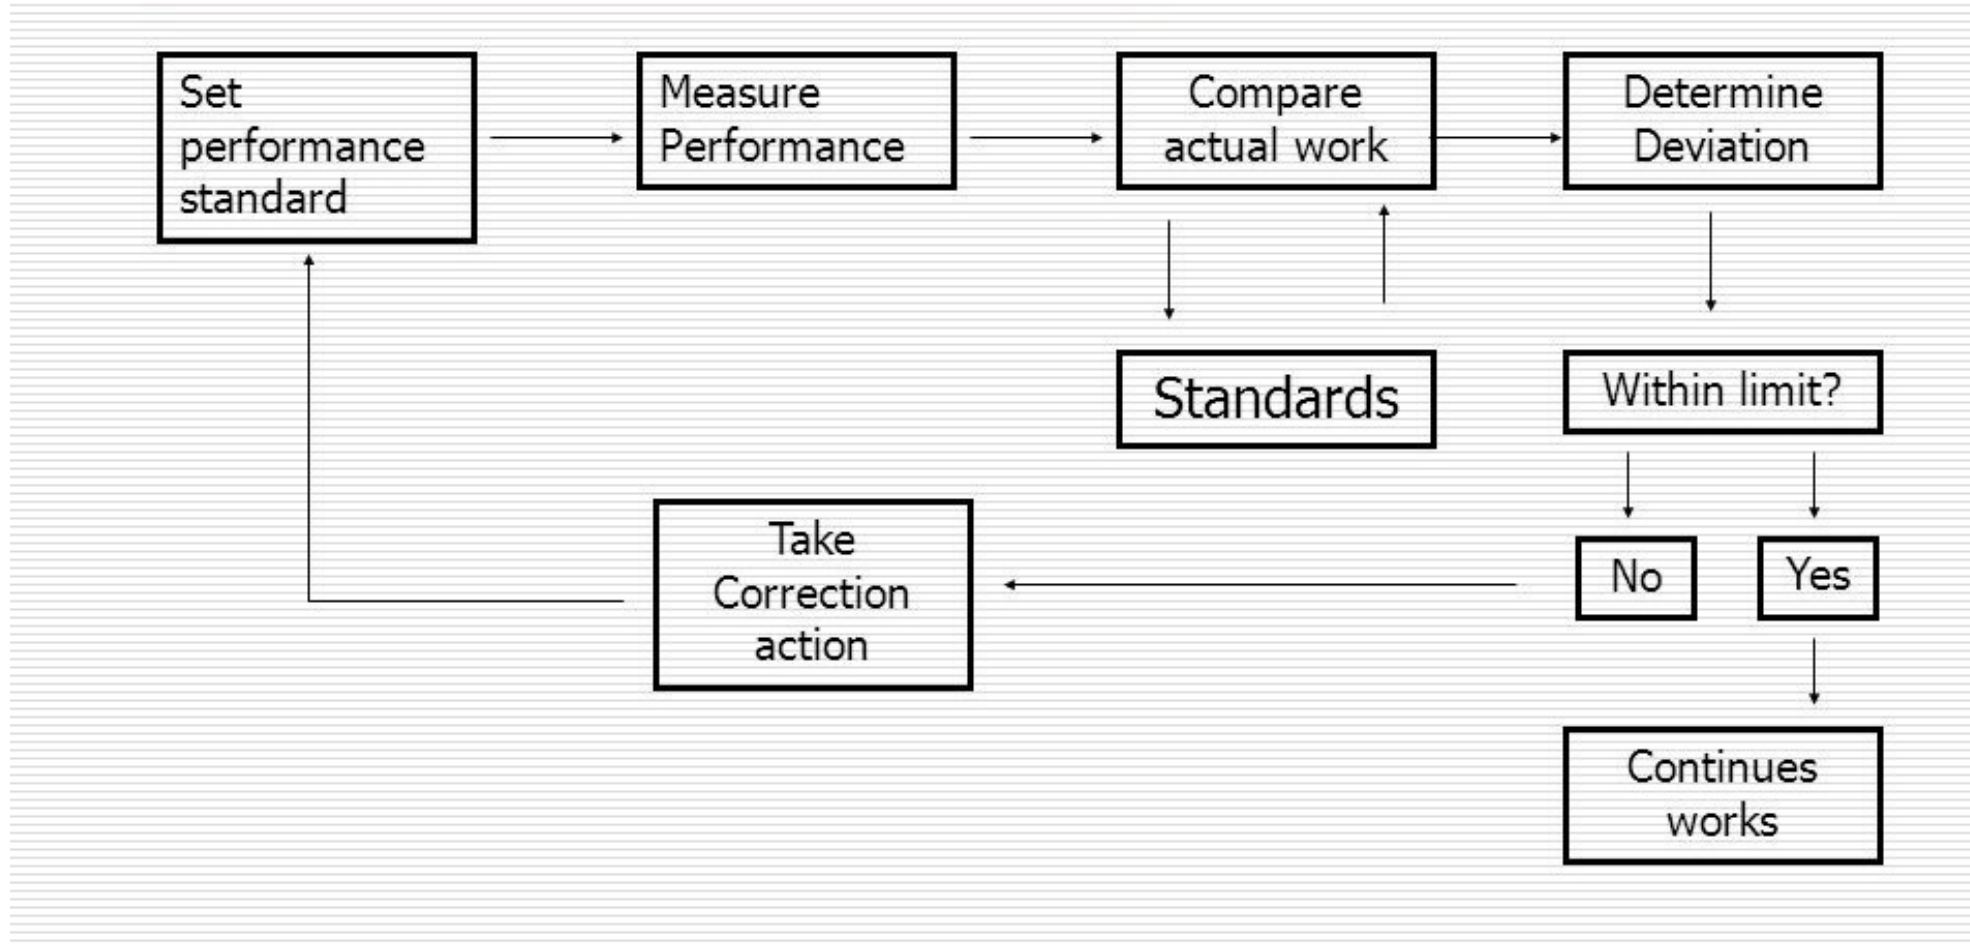 Set
performance
standard
Measure
Performance
Compare
actual work
Determine
Deviation
Standards
Within limit?
No
Yes
Take
Correction
action
Continues
works